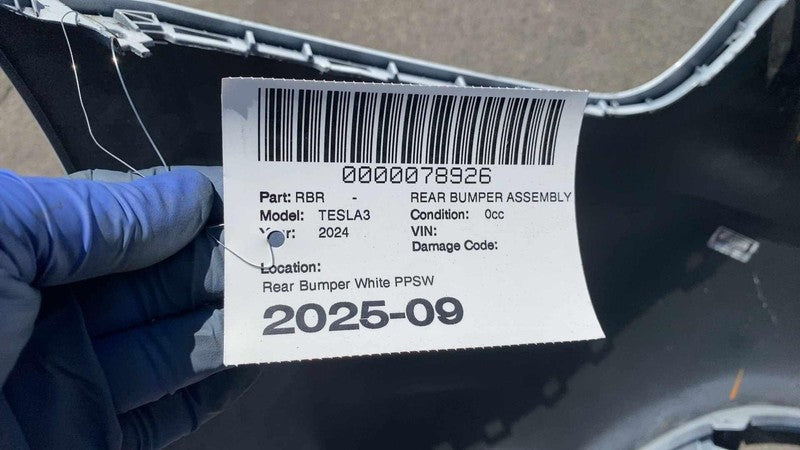 0000078926
Part: RBR - REAR BUMPER ASSEMBLY
Model: TESLA3 Condition: 0cc
2024 VIN:
Damage Code:
Location:
Rear Bumper White PPSW
2025-09